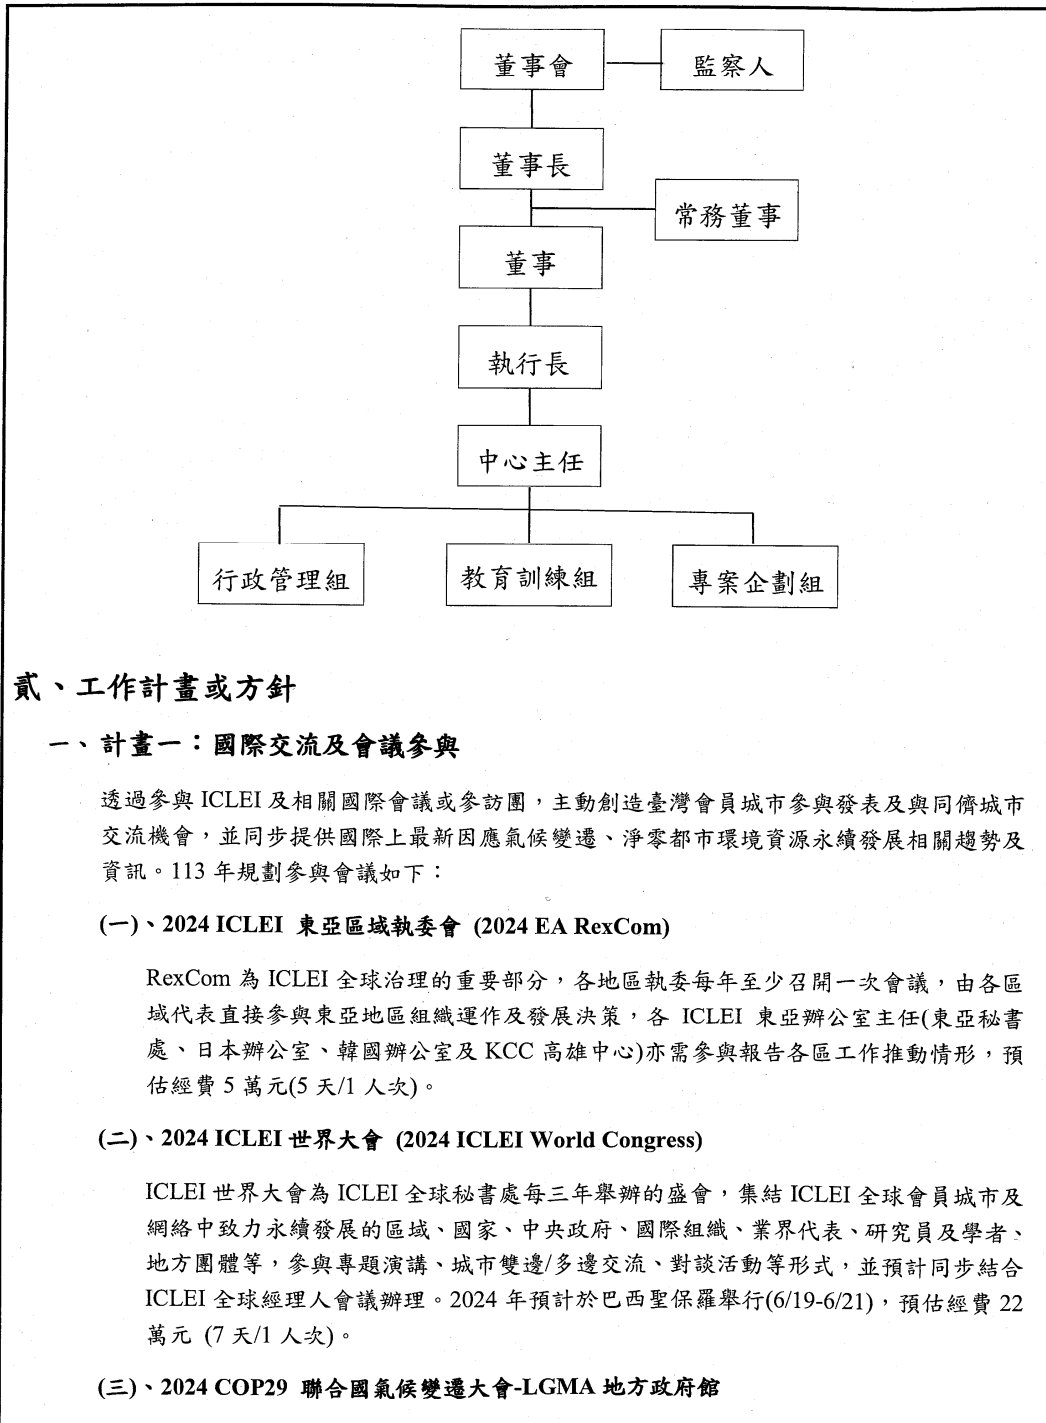 董事會
監察人
董事長
常務董事
董事
執行長
中心主任
行政管理組
教育訓練組
專案企劃組
貳、工作計畫或方針
一、計畫一：國際交流及會議參與
透過參與 ICLEI 及相關國際會議或參訪團，主動創造臺灣會員城市參與發表及與同儕城市
交流機會，並同步提供國際上最新因應氣候變遷、淨零都市環境資源永續發展相關趨勢及
資訊。113 年規劃參與會議如下：
(一)、2024 ICLEI 東亞區域執委會 (2024 EA RexCom)
RexCom 為 ICLEI 全球治理的重要部分，各地區執委每年至少召開一次會議，由各區
域代表直接參與東亞地區組織運作及發展決策，各 ICLEI 東亞辦公室主任(東亞秘書
處、日本辦公室、韓國辦公室及 KCC 高雄中心)亦需參與報告各區工作推動情形，預
估經費 5 萬元(5 天/1 人次)。
(二)、2024 ICLEI 世界大會 (2024 ICLEI World Congress)
ICLEI 世界大會為 ICLEI 全球秘書處每三年舉辦的盛會，集結 ICLEI 全球會員城市及
網絡中致力永續發展的區域、國家、中央政府、國際組織、業界代表、研究員及學者、
地方團體等，參與專題演講、城市雙邊/多邊交流、對談活動等形式，並預計同步結合
ICLEI 全球經理人會議辦理。2024 年預計於巴西聖保羅舉行(6/19-6/21)，預估經費 22
萬元 (7 天/1 人次)。
(三)、2024 COP29 聯合國氣候變遷大會-LGMA 地方政府館